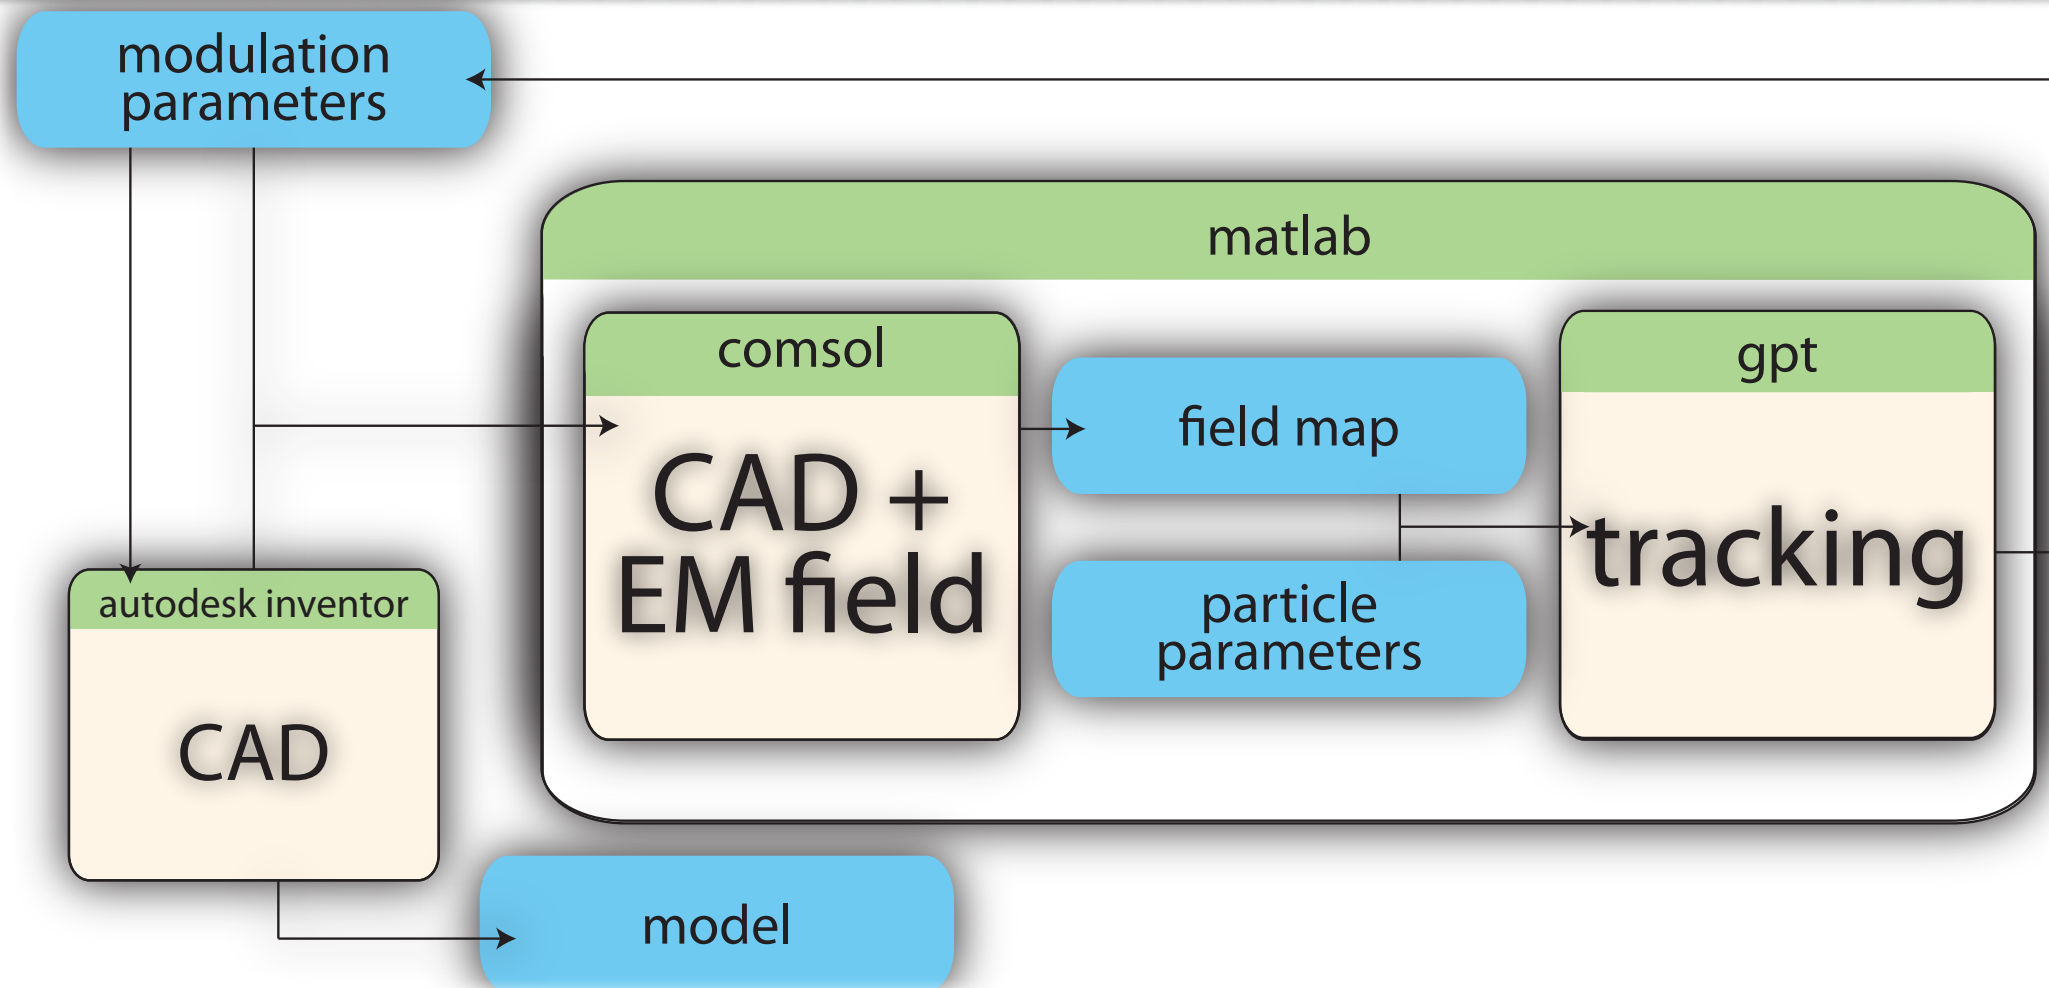 modulation
parameters
matlab
comsol
CAD +
EM field
field map
particle
parameters
gpt
tracking
autodesk inventor
CAD
model